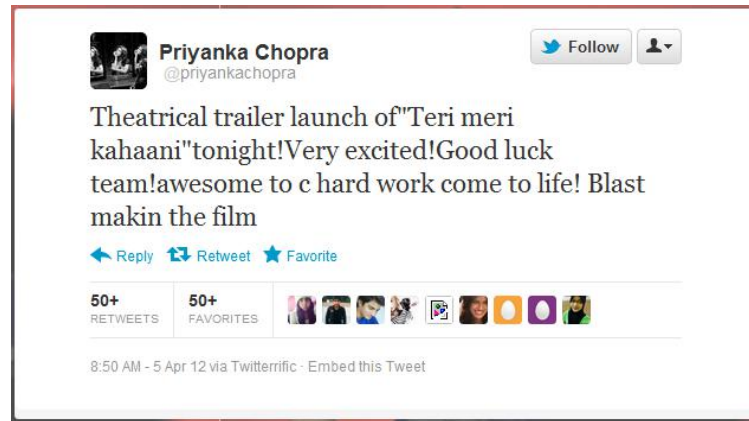 Priyanka Chopra
@priyankachopra
Follow
Theatrical trailer launch of"Teri meri
kahaani"tonight!Very excited!Good luck
team!awesome to c hard work come to life! Blast
makin the film
Reply Retweet Favorite
50+ 50+
RETWEETS FAVORITES
8:50 AM - 5 Apr 12 via Twitterrific · Embed this Tweet